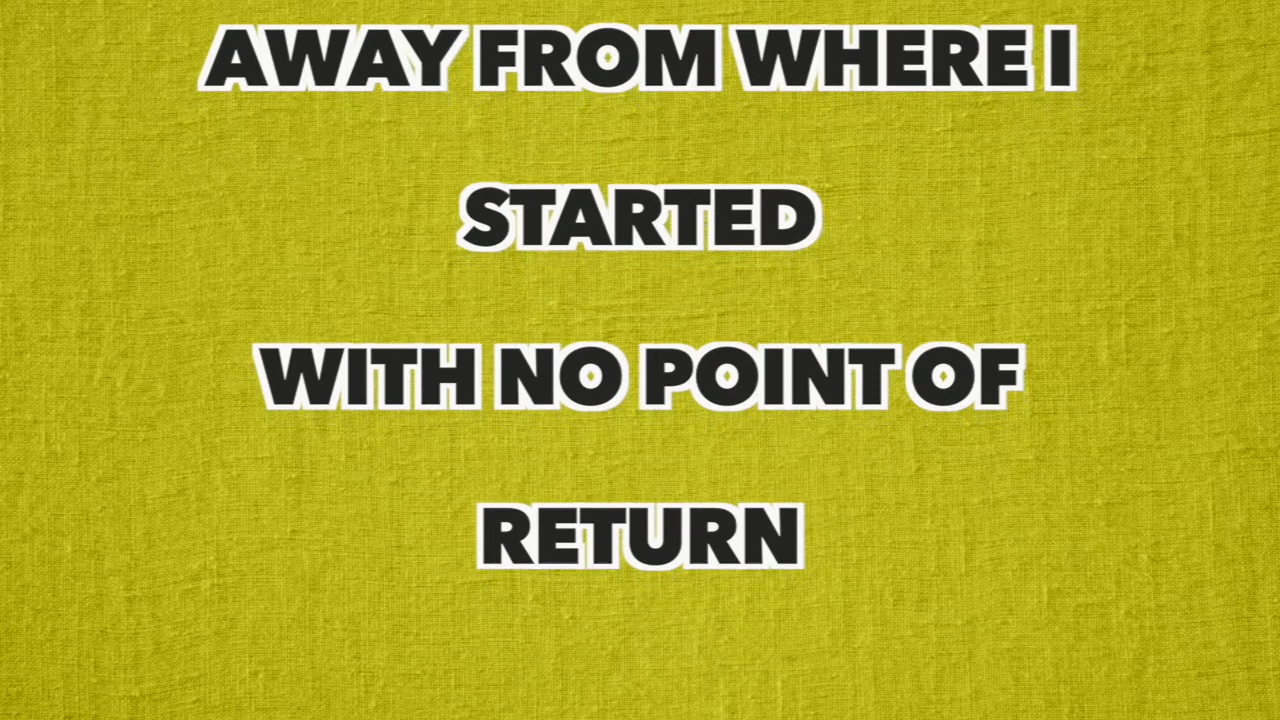 AWAY FROM WHERE I
STARTED
WITH NO POINT OF
RETURN